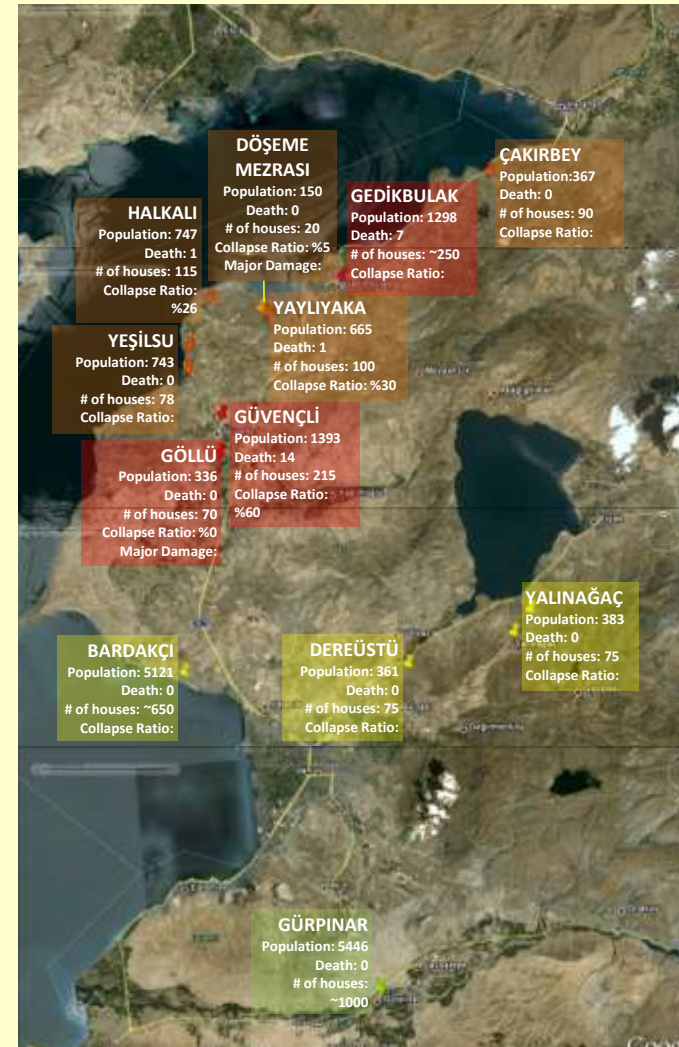 DÖŞEME
MEZRASI
Population: 150
Death: 0
# of houses: 20
Collapse Ratio: %5
Major Damage:
ÇAKIRBEY
Population:367
Death: 0
# of houses: 90
Collapse Ratio:
GEDİKBULAK
Population: 1298
Death: 7
# of houses: ~250
Collapse Ratio:
HALKALI
Population: 747
Death: 1
# of houses: 115
Collapse Ratio:
%26
YAYLIYAKA
Population: 665
Death: 1
# of houses: 100
Collapse Ratio: %30
YEŞİLSU
Population: 743
Death: 0
# of houses: 78
Collapse Ratio:
GÜVENÇLİ
Population: 1393
Death: 14
# of houses: 215
Collapse Ratio:
%60
GÖLLÜ
Population: 336
Death: 0
# of houses: 70
Collapse Ratio: %0
Major Damage:
YALINAĞAÇ
Population: 383
Death: 0
# of houses: 75
Collapse Ratio:
BARDAKÇI
Population: 5121
Death: 0
# of houses: ~650
Collapse Ratio:
DEREÜSTÜ
Population: 361
Death: 0
# of houses: 75
Collapse Ratio:
GÜRPINAR
Population: 5446
Death: 0
# of houses:
~1000